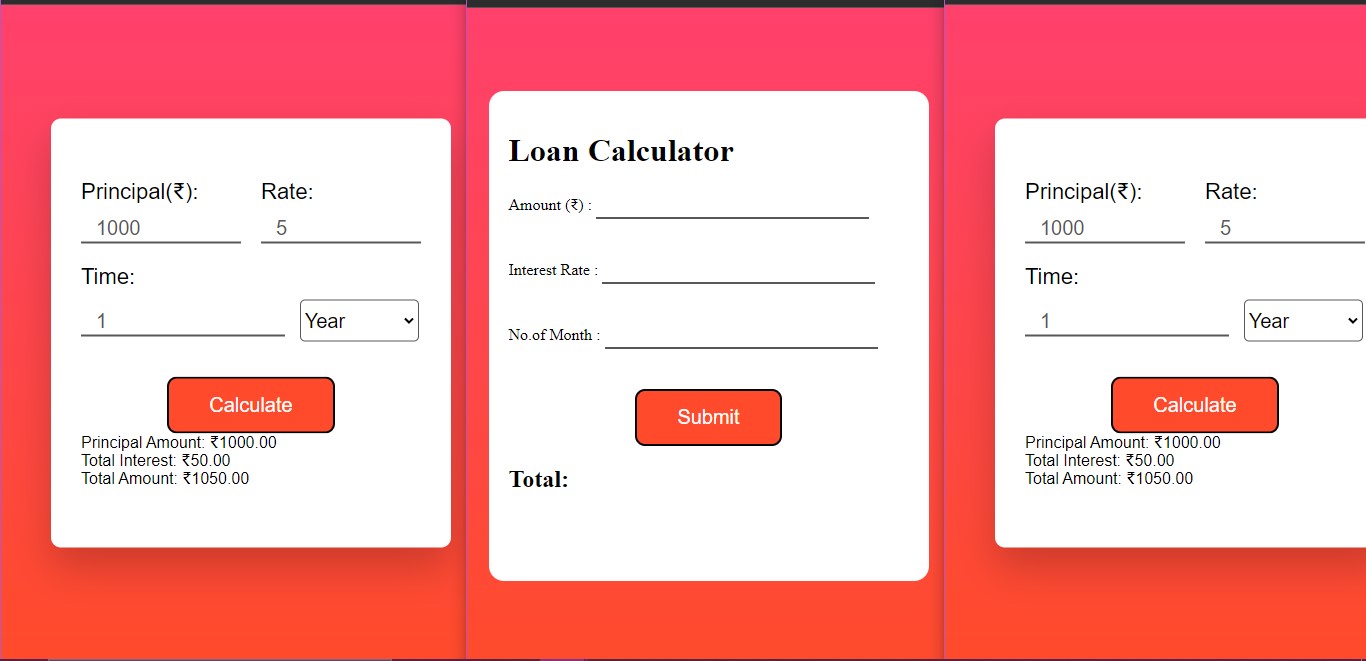 Principal(₹):
Rate:
1000
5
Time:
1
Year
Calculate
Principal Amount: ₹1000.00
Total Interest: ₹50.00
Total Amount: ₹1050.00
Loan Calculator
Amount (₹) :
Interest Rate :
No.of Month :
Submit
Total:
Principal(₹):
Rate:
1000
5
Time:
1
Year
Calculate
Principal Amount: ₹1000.00
Total Interest: ₹50.00
Total Amount: ₹1050.00